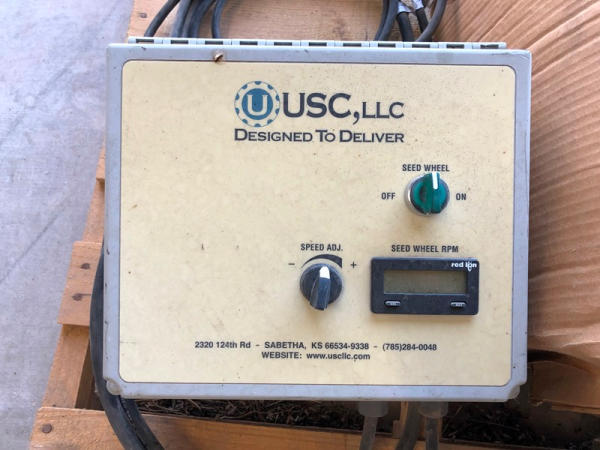 U USC, LLC
DESIGNED TO DELIVER
SEED WHEEL
OFF ON
SPEED ADJ.
- +
SEED WHEEL RPM
red lion
2320 124th Rd - SABETHA, KS 66534-9338 - (785)284-0048
WEBSITE: www.uscllc.com